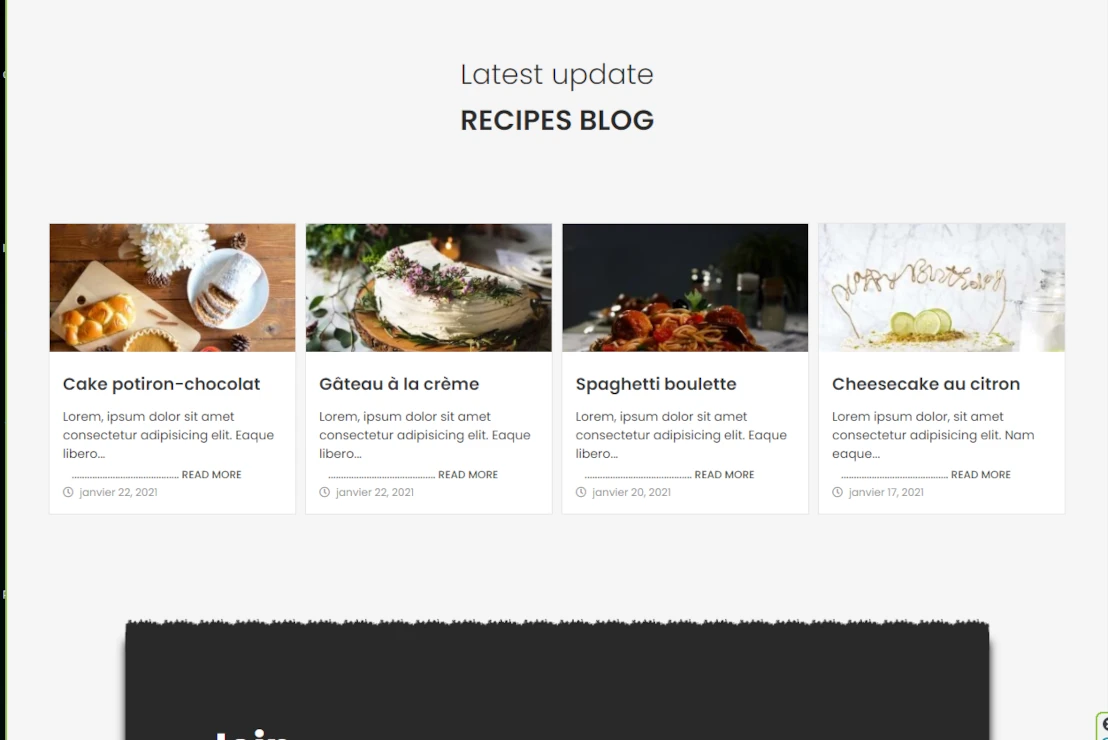 Latest update
RECIPES BLOG
Happy Birthday
Cake potiron-chocolat
Lorem, ipsum dolor sit amet
consectetur adipisicing elit. Eaque
libero...
READ MORE
janvier 22, 2021
Gâteau à la crème
Lorem, ipsum dolor sit amet
consectetur adipisicing elit. Eaque
libero...
READ MORE
janvier 22, 2021
Spaghetti boulette
Lorem, ipsum dolor sit amet
consectetur adipisicing elit. Eaque
libero...
READ MORE
janvier 20, 2021
Cheesecake au citron
Lorem ipsum dolor, sit amet
consectetur adipisicing elit. Nam
eaque...
READ MORE
janvier 17, 2021
Join